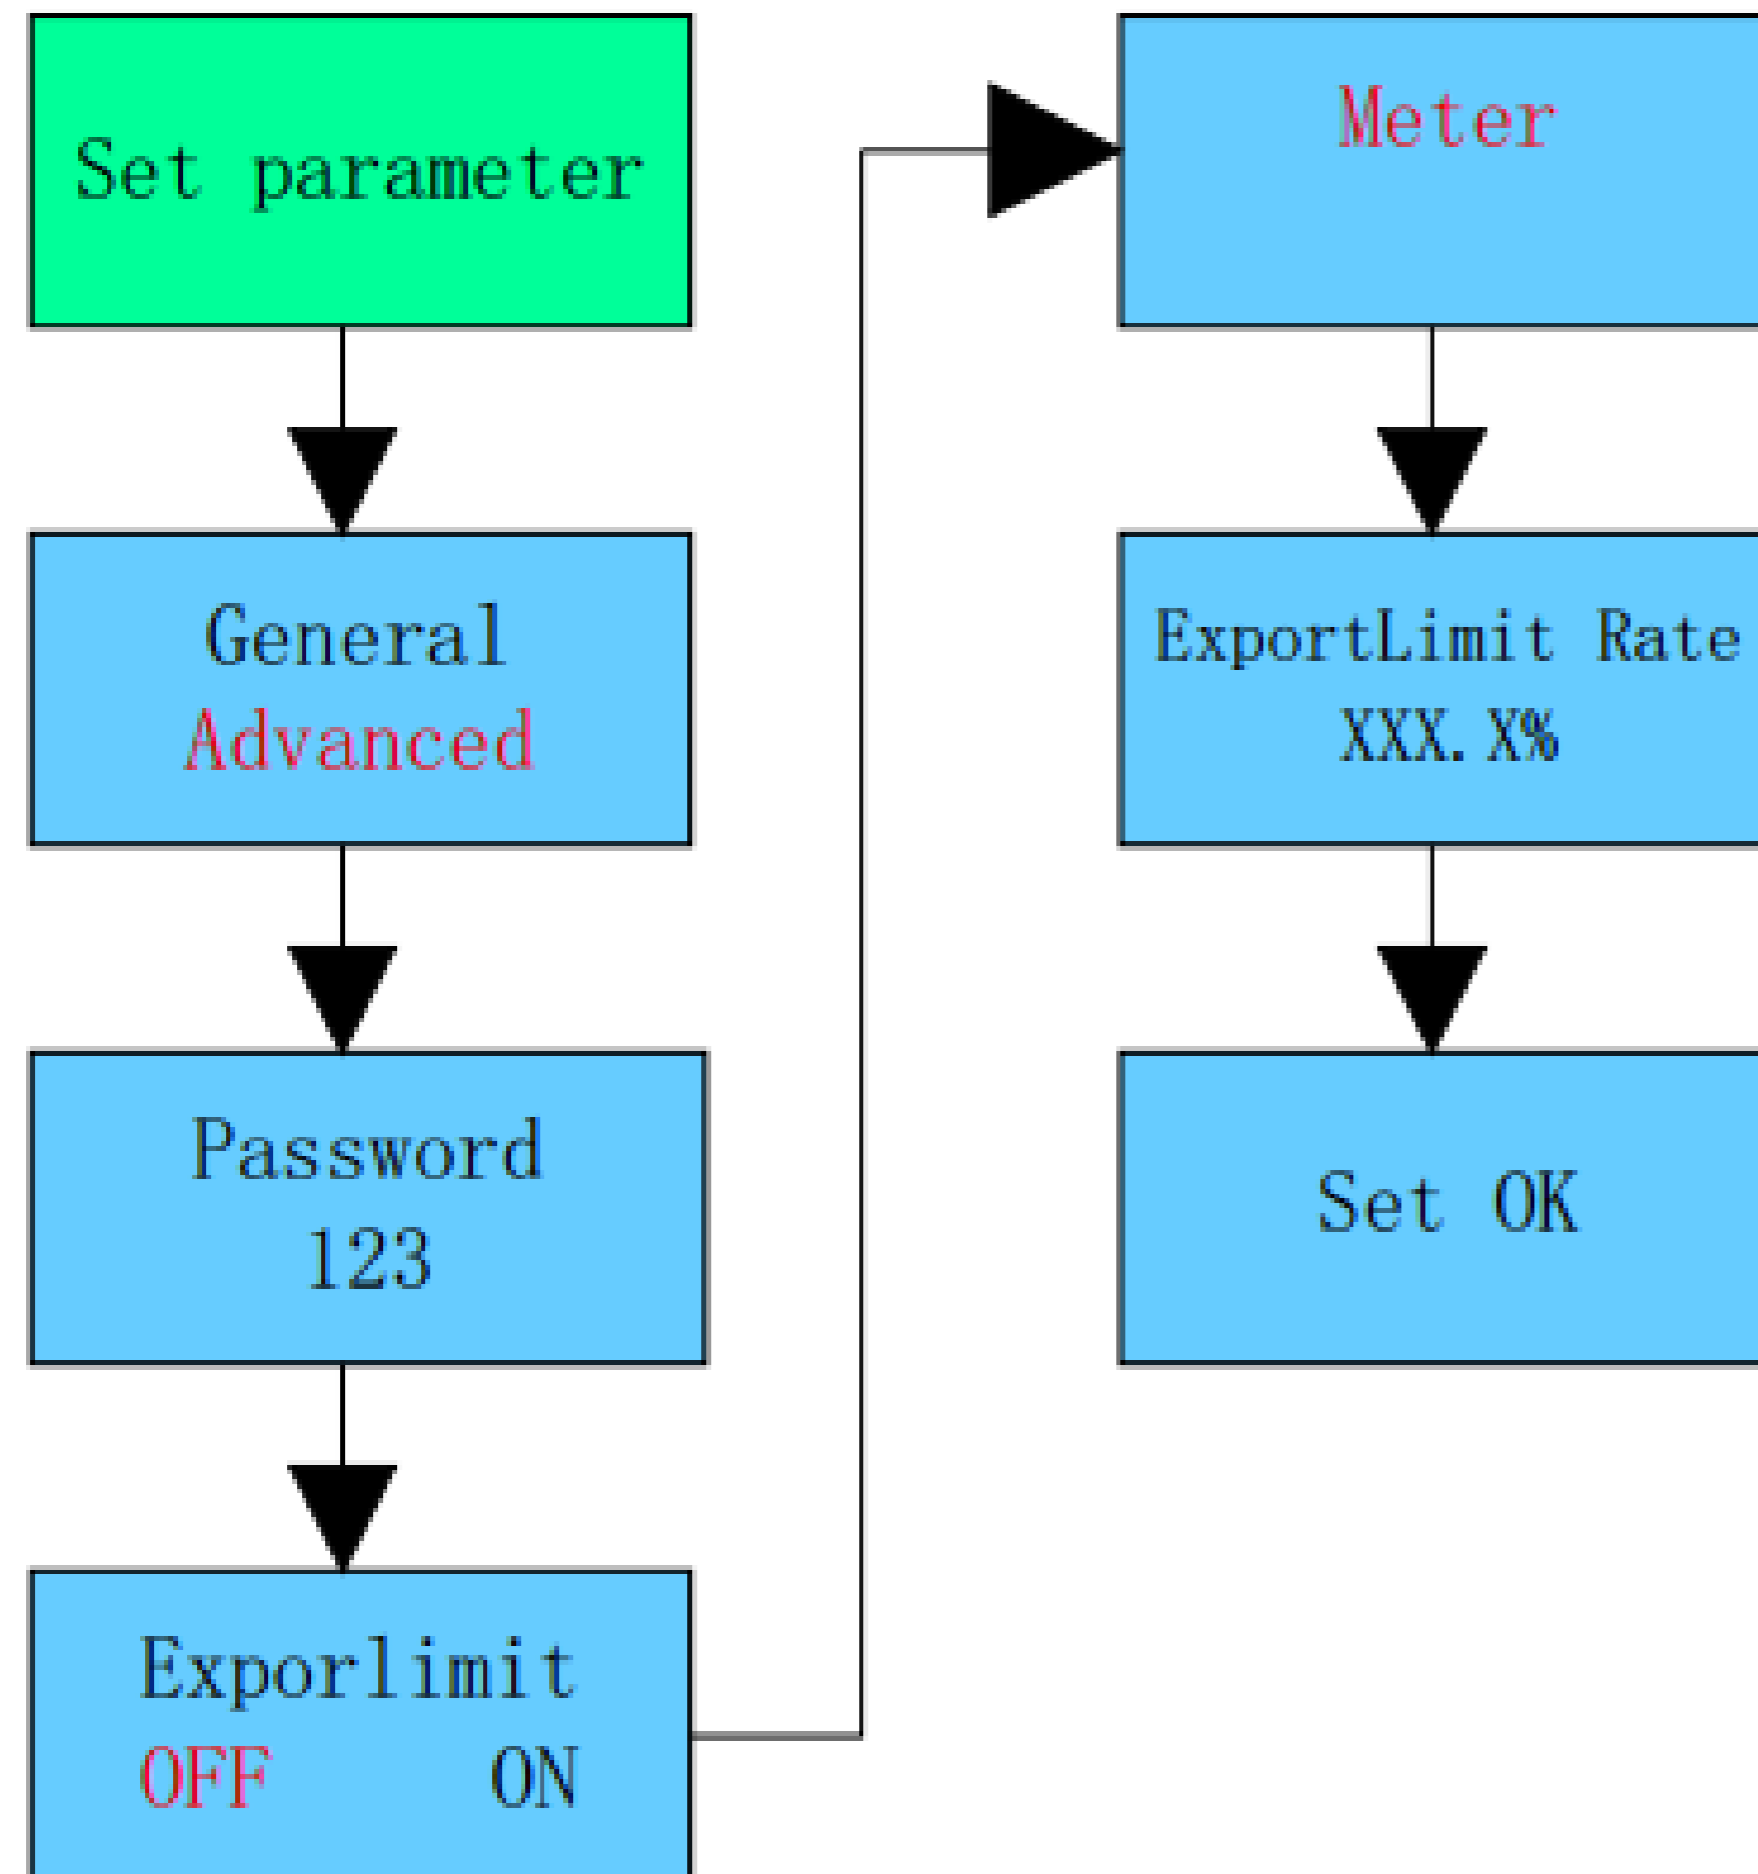 Set parameter
General
Advanced
Password
123
Exporlimit
OFF ON
Meter
ExportLimit Rate
XXX.X%
Set OK